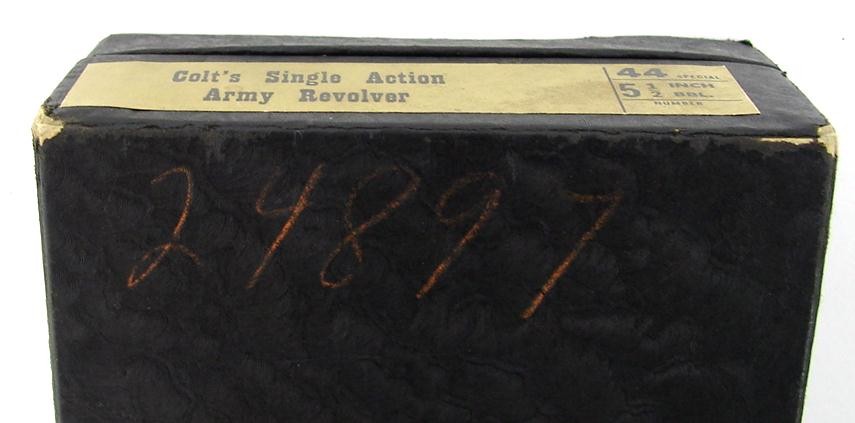 Colt's Single Action
Army Revolver
44 SPECIAL
5 1/2 INCH BBL.
NUMBER
24897